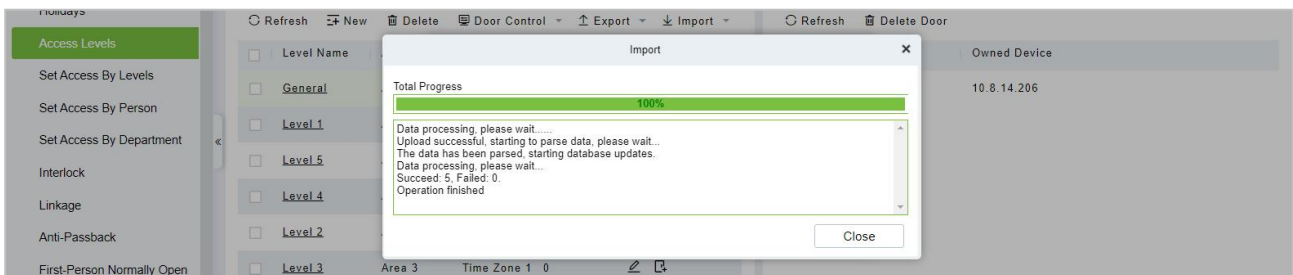 Holidays
Refresh New Delete Door Control Export Import Refresh Delete Door
Access Levels
Import
Level Name
Owned Device
Set Access By Levels
General
Total Progress
100%
10.8.14.206
Set Access By Person
Level 1
Data processing, please wait......
Upload successful, starting to parse data, please wait...
The data has been parsed, starting database updates.
Data processing, please wait...
Succeed: 5, Failed: 0.
Operation finished
Set Access By Department
Level 5
Interlock
Level 4
Linkage
Level 2
Close
Anti-Passback
First-Person Normally Open
Level 3 Area 3 Time Zone 1 0